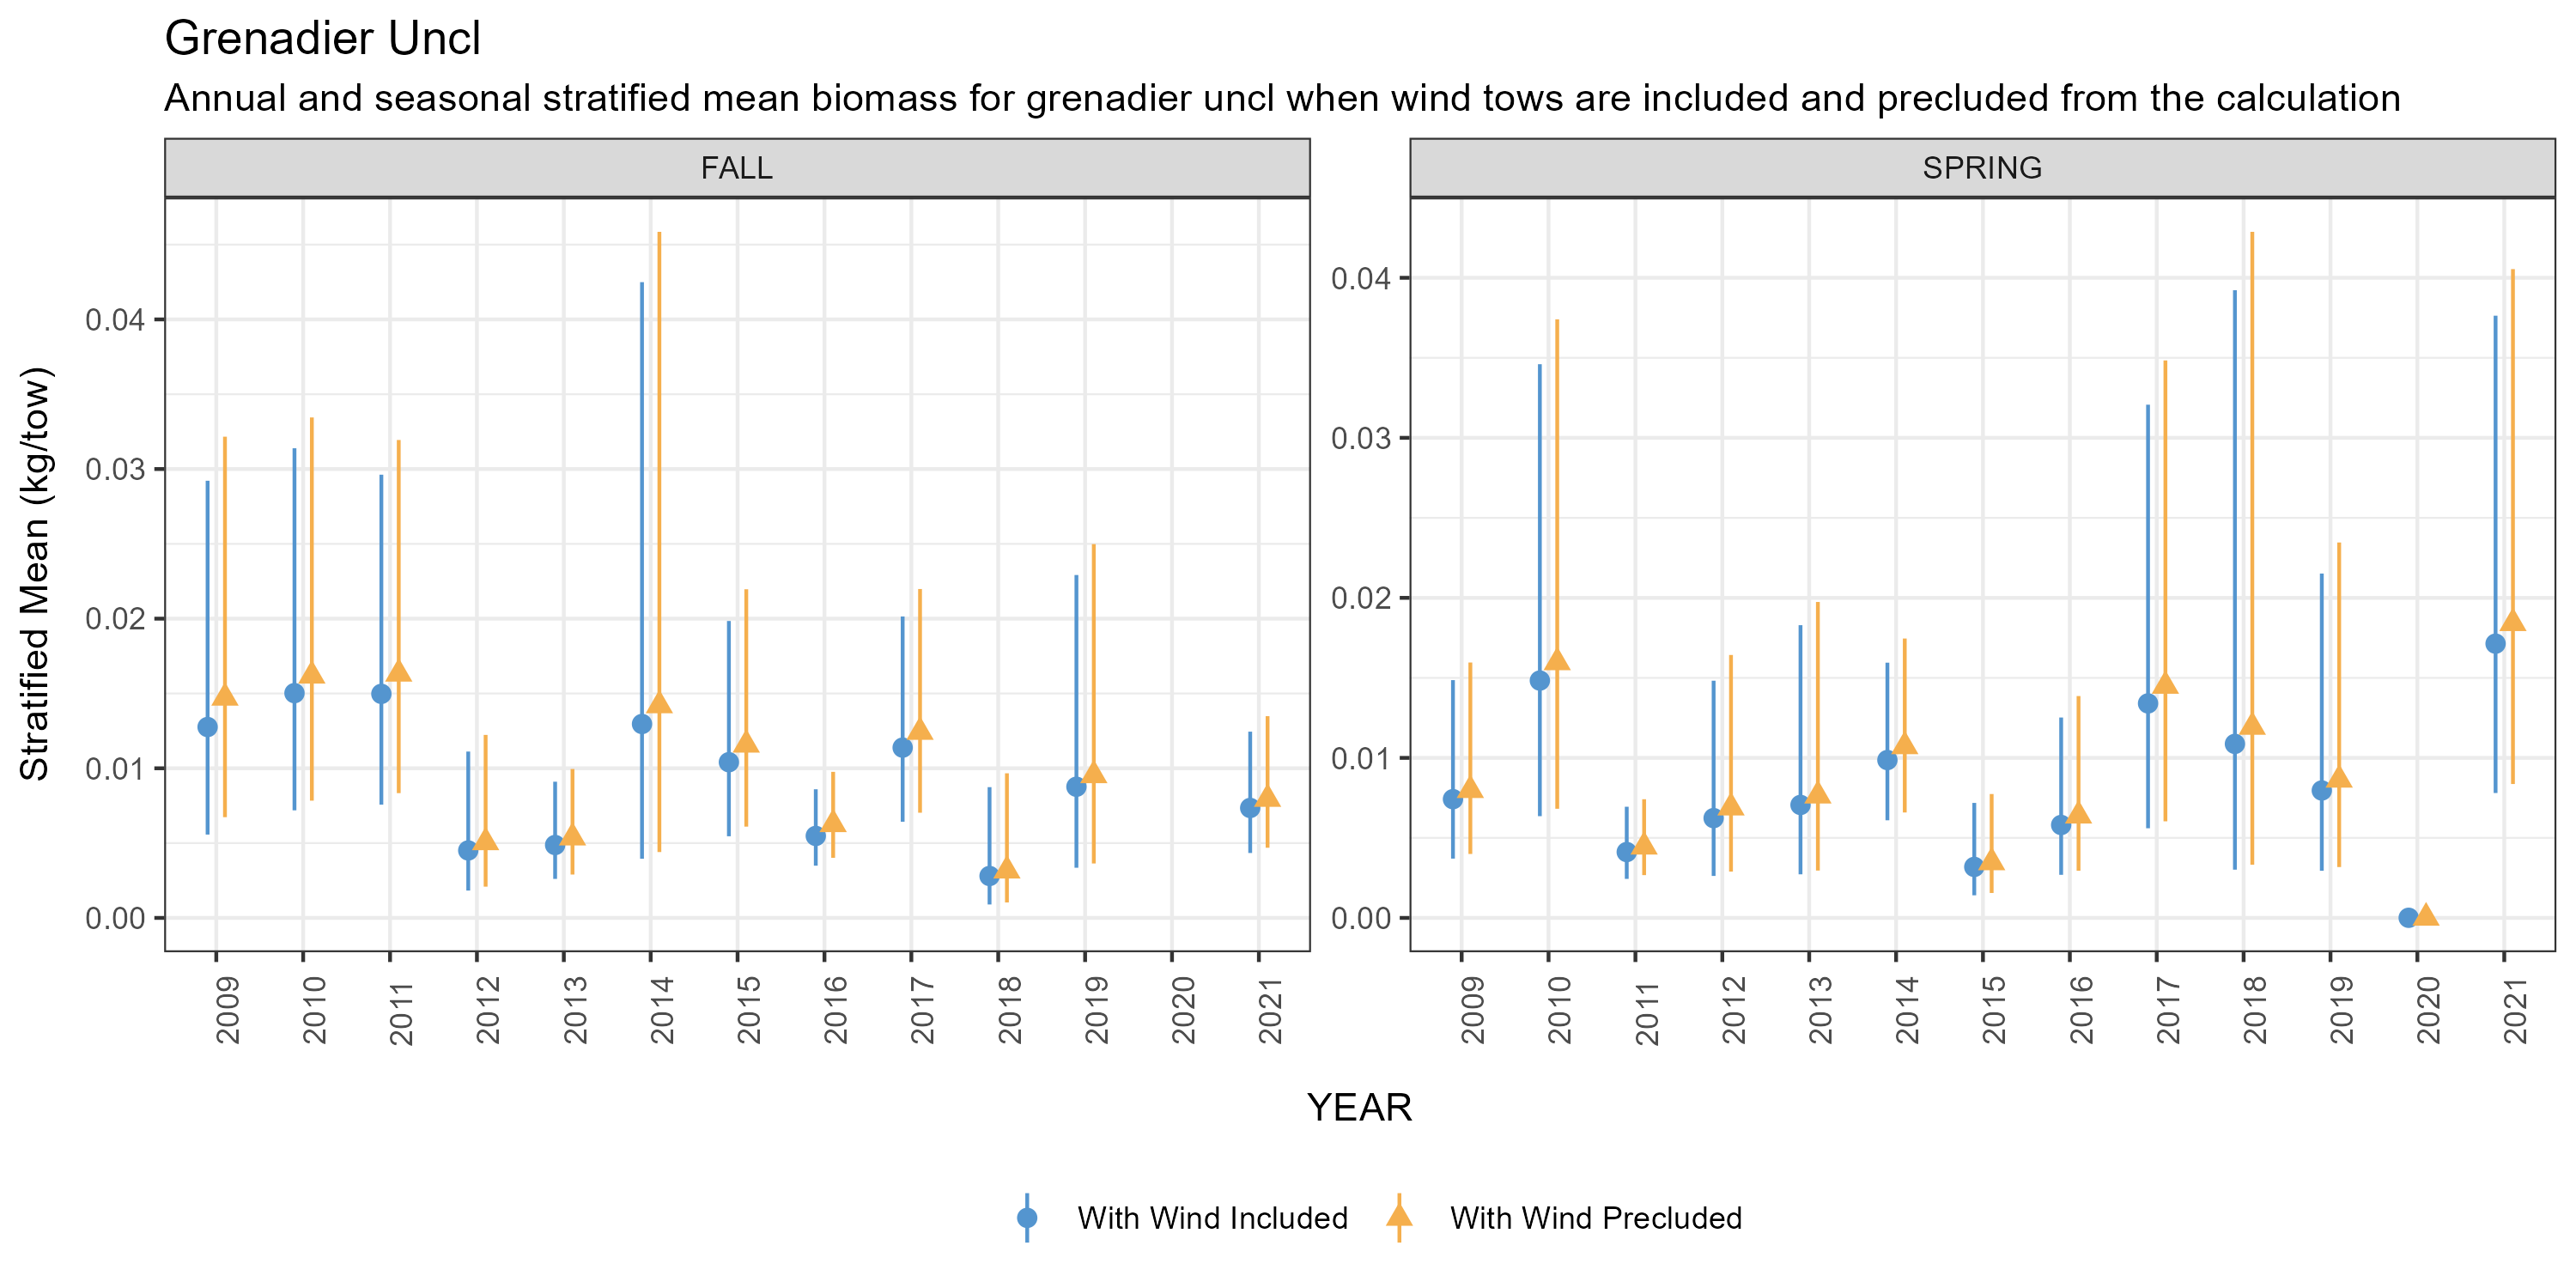 Grenadier Uncl
Annual and seasonal stratified mean biomass for grenadier uncl when wind tows are included and precluded from the calculation
FALL
SPRING
Stratified Mean (kg/tow)
0.04
0.03
0.02
0.01
0.00
0.04
0.03
0.02
0.01
0.00
2009 2010 2011 2012 2013 2014 2015 2016 2017 2018 2019 2020 2021
2009 2010 2011 2012 2013 2014 2015 2016 2017 2018 2019 2020 2021
YEAR
With Wind Included With Wind Precluded